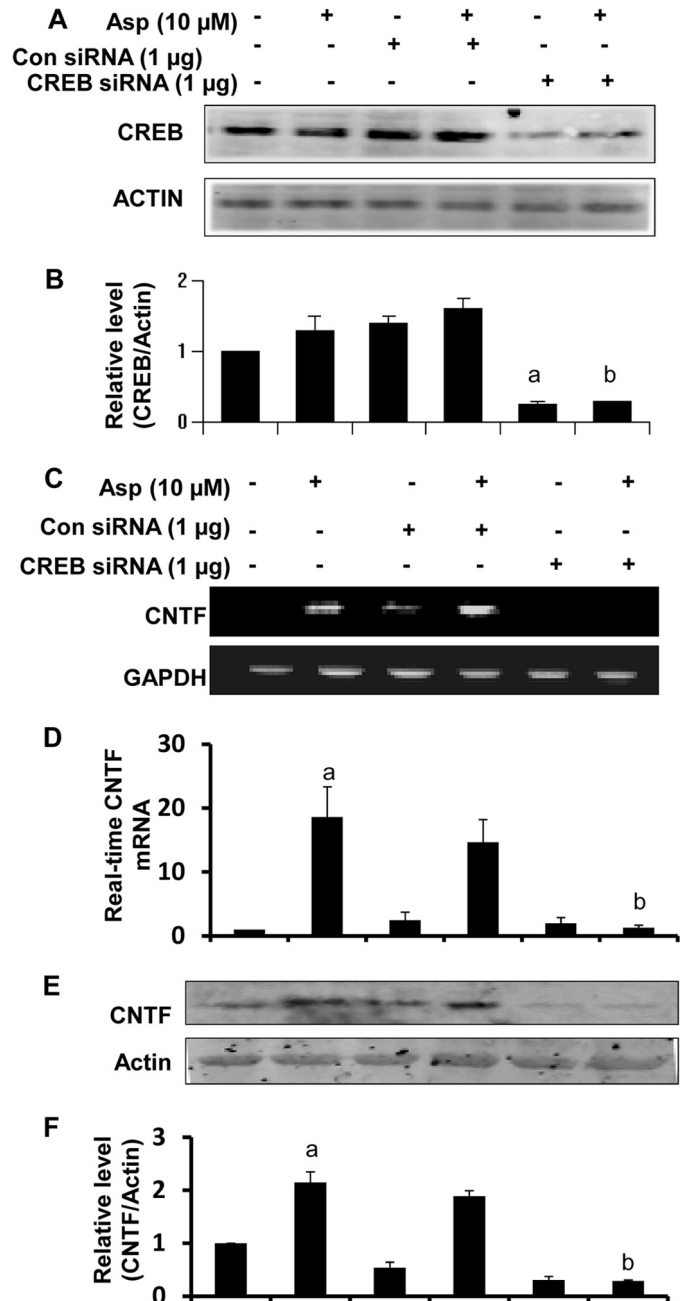 A
Asp (10 µM) - + - + - +
Con siRNA (1 µg) - - + + - -
CREB siRNA (1 µg) - - - - + +
CREB
ACTIN
B
Relative level
(CREB/Actin)
2
1
0
a
b
C
Asp (10 µM) - + - + - +
Con siRNA (1 µg) - - + + - -
CREB siRNA (1 µg) - - - - + +
CNTF
GAPDH
D
Real-time CNTF
mRNA
30
20
10
0
a
b
E
CNTF
Actin
F
Relative level
(CNTF/Actin)
3
2
1
0
a
b